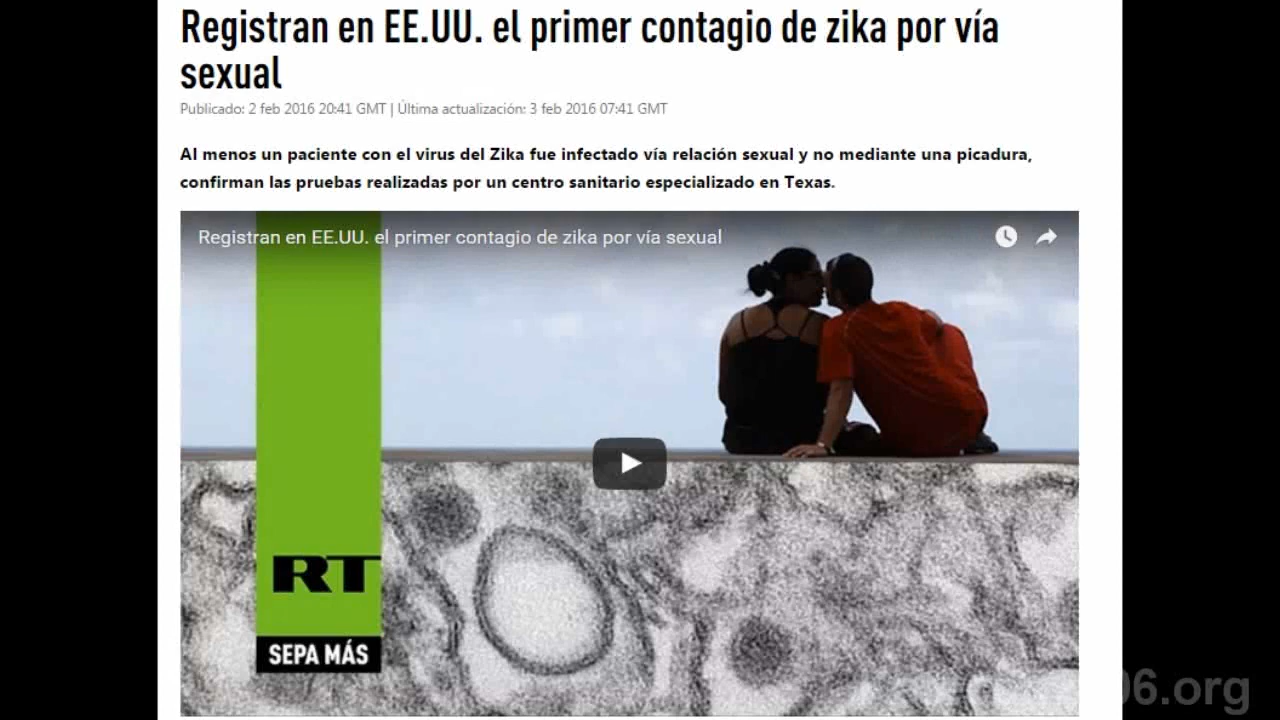 Registran en EE.UU. el primer contagio de zika por vía
sexual
Publicado: 2 feb 2016 20:41 GMT | Última actualización: 3 feb 2016 07:41 GMT
Al menos un paciente con el virus del Zika fue infectado vía relación sexual y no mediante una picadura,
confirman las pruebas realizadas por un centro sanitario especializado en Texas.
Registran en EE.UU. el primer contagio de zika por vía sexual
RT
SEPA MÁS
06.org